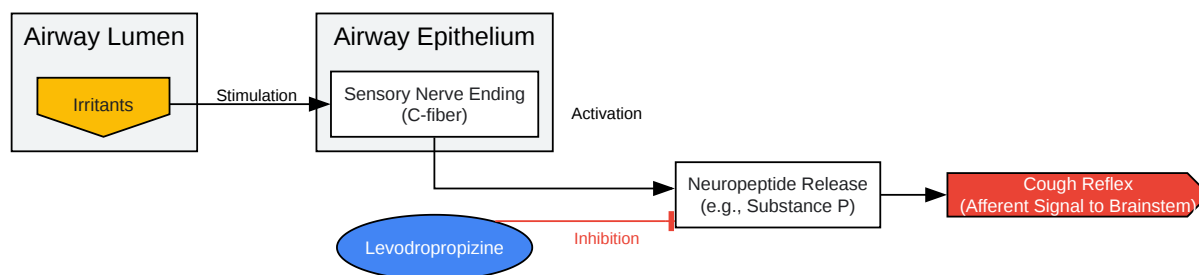 Airway Lumen
Irritants
Stimulation
Airway Epithelium
Sensory Nerve Ending
(C-fiber)
Activation
Neuropeptide Release
(e.g., Substance P)
Cough Reflex
(Afferent Signal to Brainstem)
Levodropropizine
Inhibition